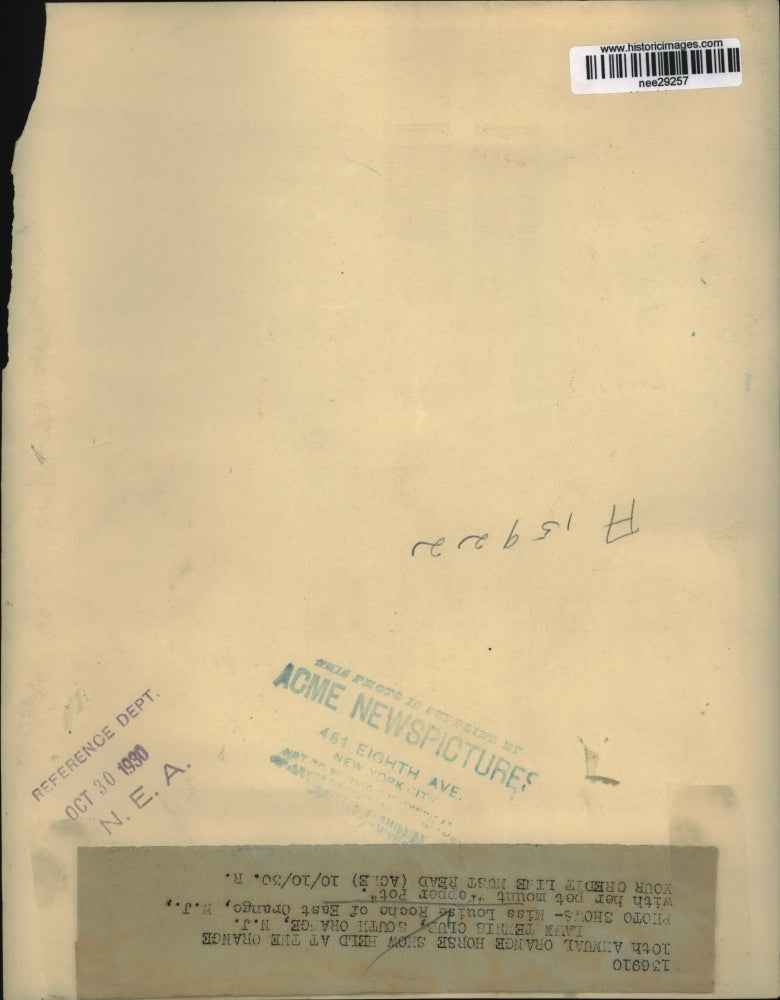 www.historicimages.com
nee29257
A 159222
THIS PHOTO IS
BY
ACME NEWSPICTURES
461 EIGHTH AVE.
NEW YORK CITY
REFERENCE DEPT.
OCT 30 1930
N. E. A.
136910
10th ANNUAL ORANGE HORSE SHOW HELD AT THE ORANGE
LAWN TENNIS CLUB, SOUTH ORANGE, N.J.
PHOTO SHOWS- Miss Louise Roche of East Orange, N.J.,
with her pet mount "Pepper Pot".
YOUR CREDIT LINE MUST READ (ACME) 10/10/30. R